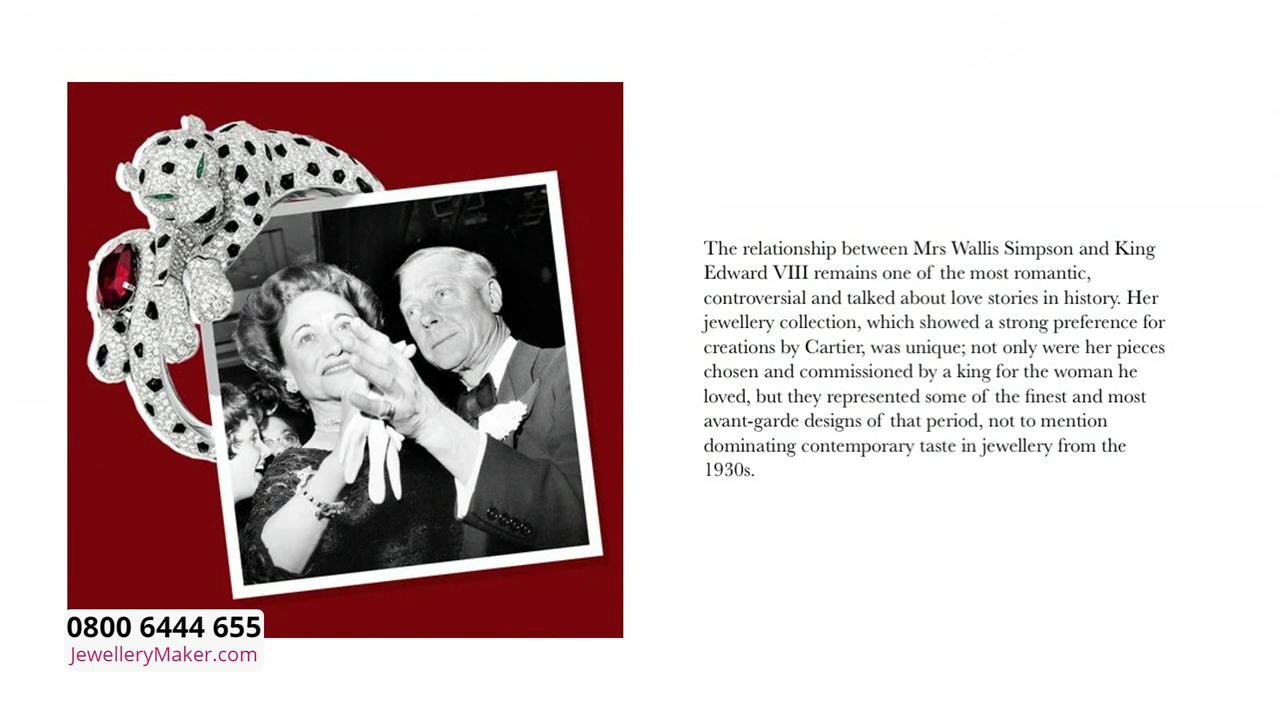 The relationship between Mrs Wallis Simpson and King
Edward VIII remains one of the most romantic,
controversial and talked about love stories in history. Her
jewellery collection, which showed a strong preference for
creations by Cartier, was unique; not only were her pieces
chosen and commissioned by a king for the woman he
loved, but they represented some of the finest and most
avant-garde designs of that period, not to mention
dominating contemporary taste in jewellery from the
1930s.
0800 6444 655
JewelleryMaker.com